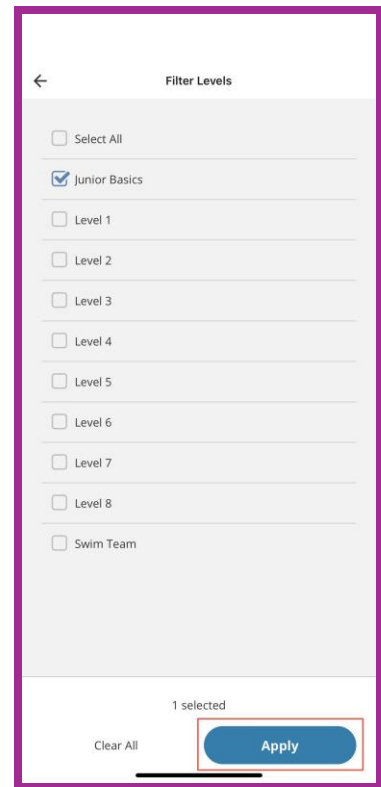 Filter Levels
Select All
Junior Basics
Level 1
Level 2
Level 3
Level 4
Level 5
Level 6
Level 7
Level 8
Swim Team
1 selected
Clear All
Apply